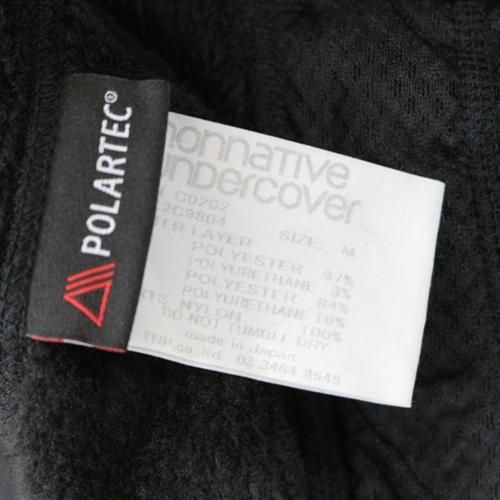 POLARTEC®
nonnative
undercover
C0202
2C9804 SIZE: M
TER LAYER
POLYESTER 97%
POLYURETHANE 3%
POLYESTER 84%
POLYURETHANE 16%
RTS, NYLON 100%
DO NOT TUMBLE DRY
made in Japan
TNP.co.,ltd. 03 3464 8545